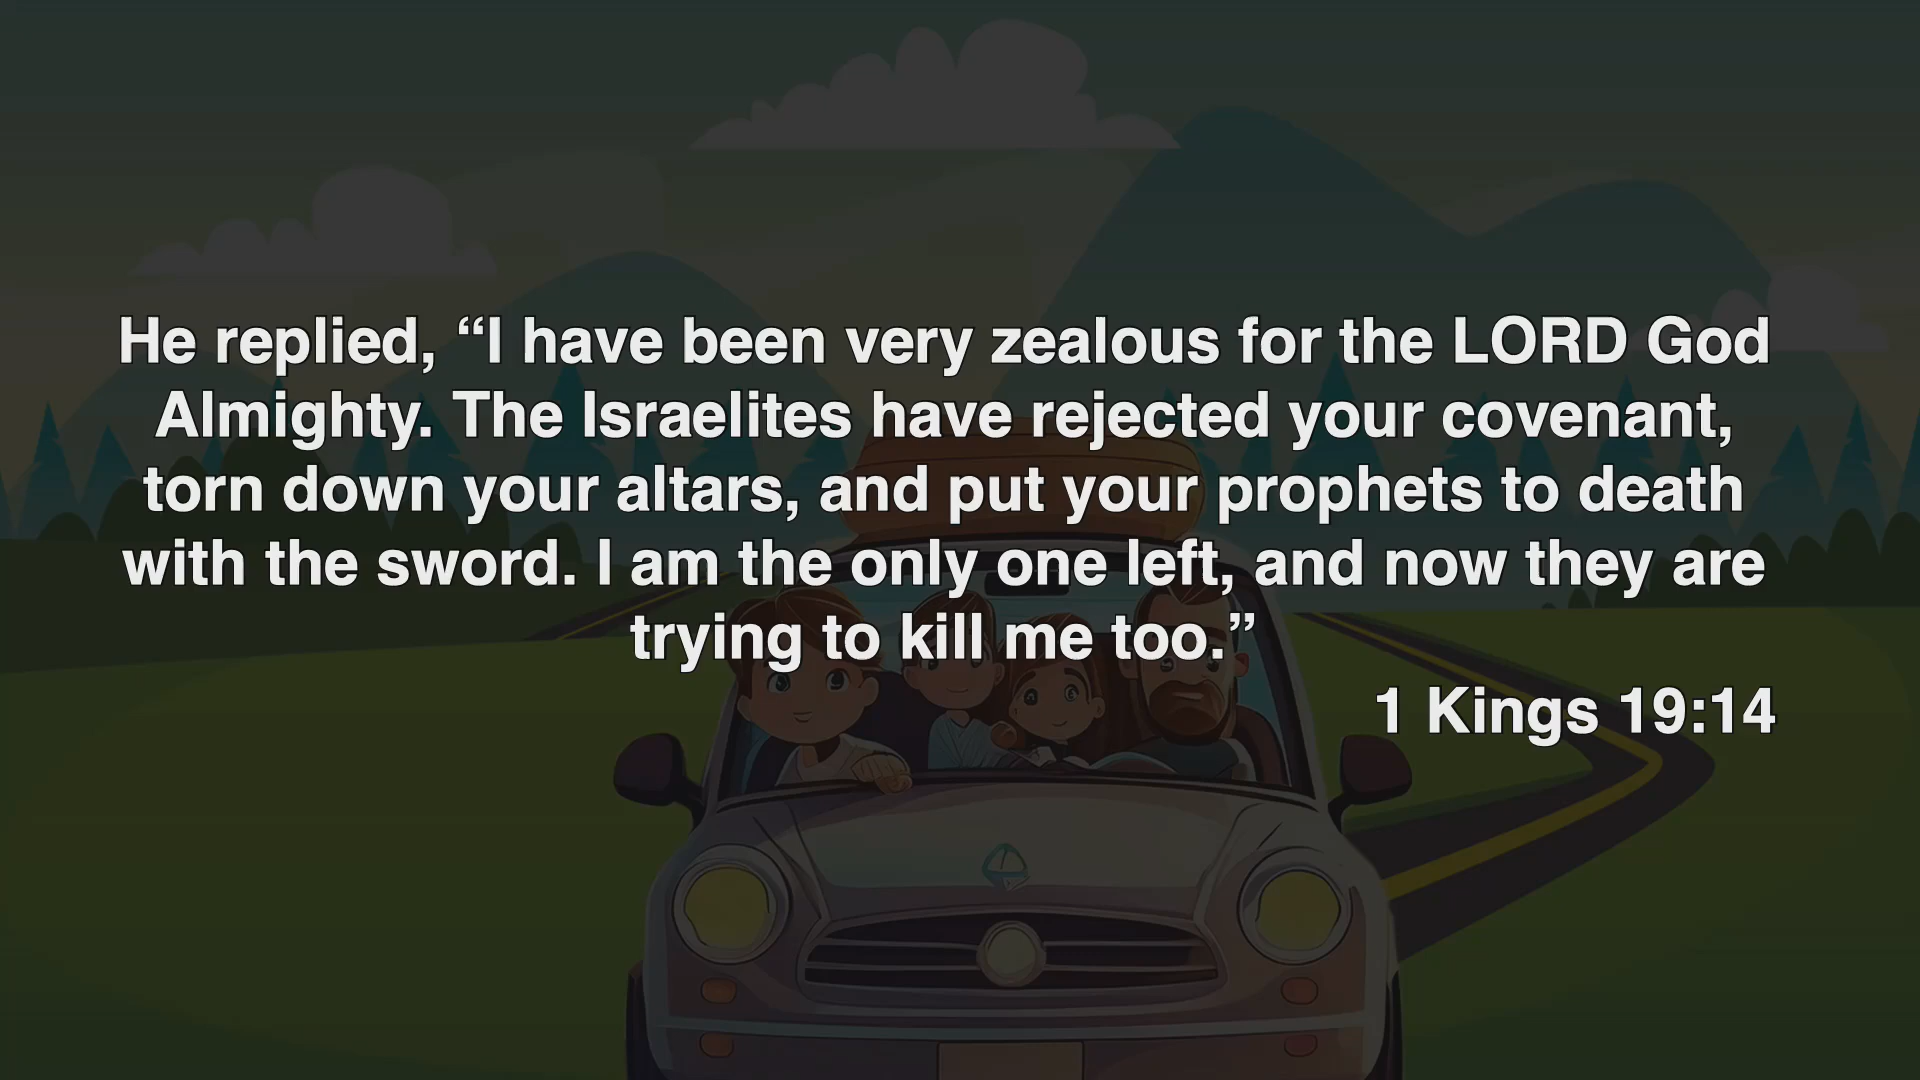 He replied, “I have been very zealous for the LORD God
Almighty. The Israelites have rejected your covenant,
torn down your altars, and put your prophets to death
with the sword. I am the only one left, and now they are
trying to kill me too.”
1 Kings 19:14